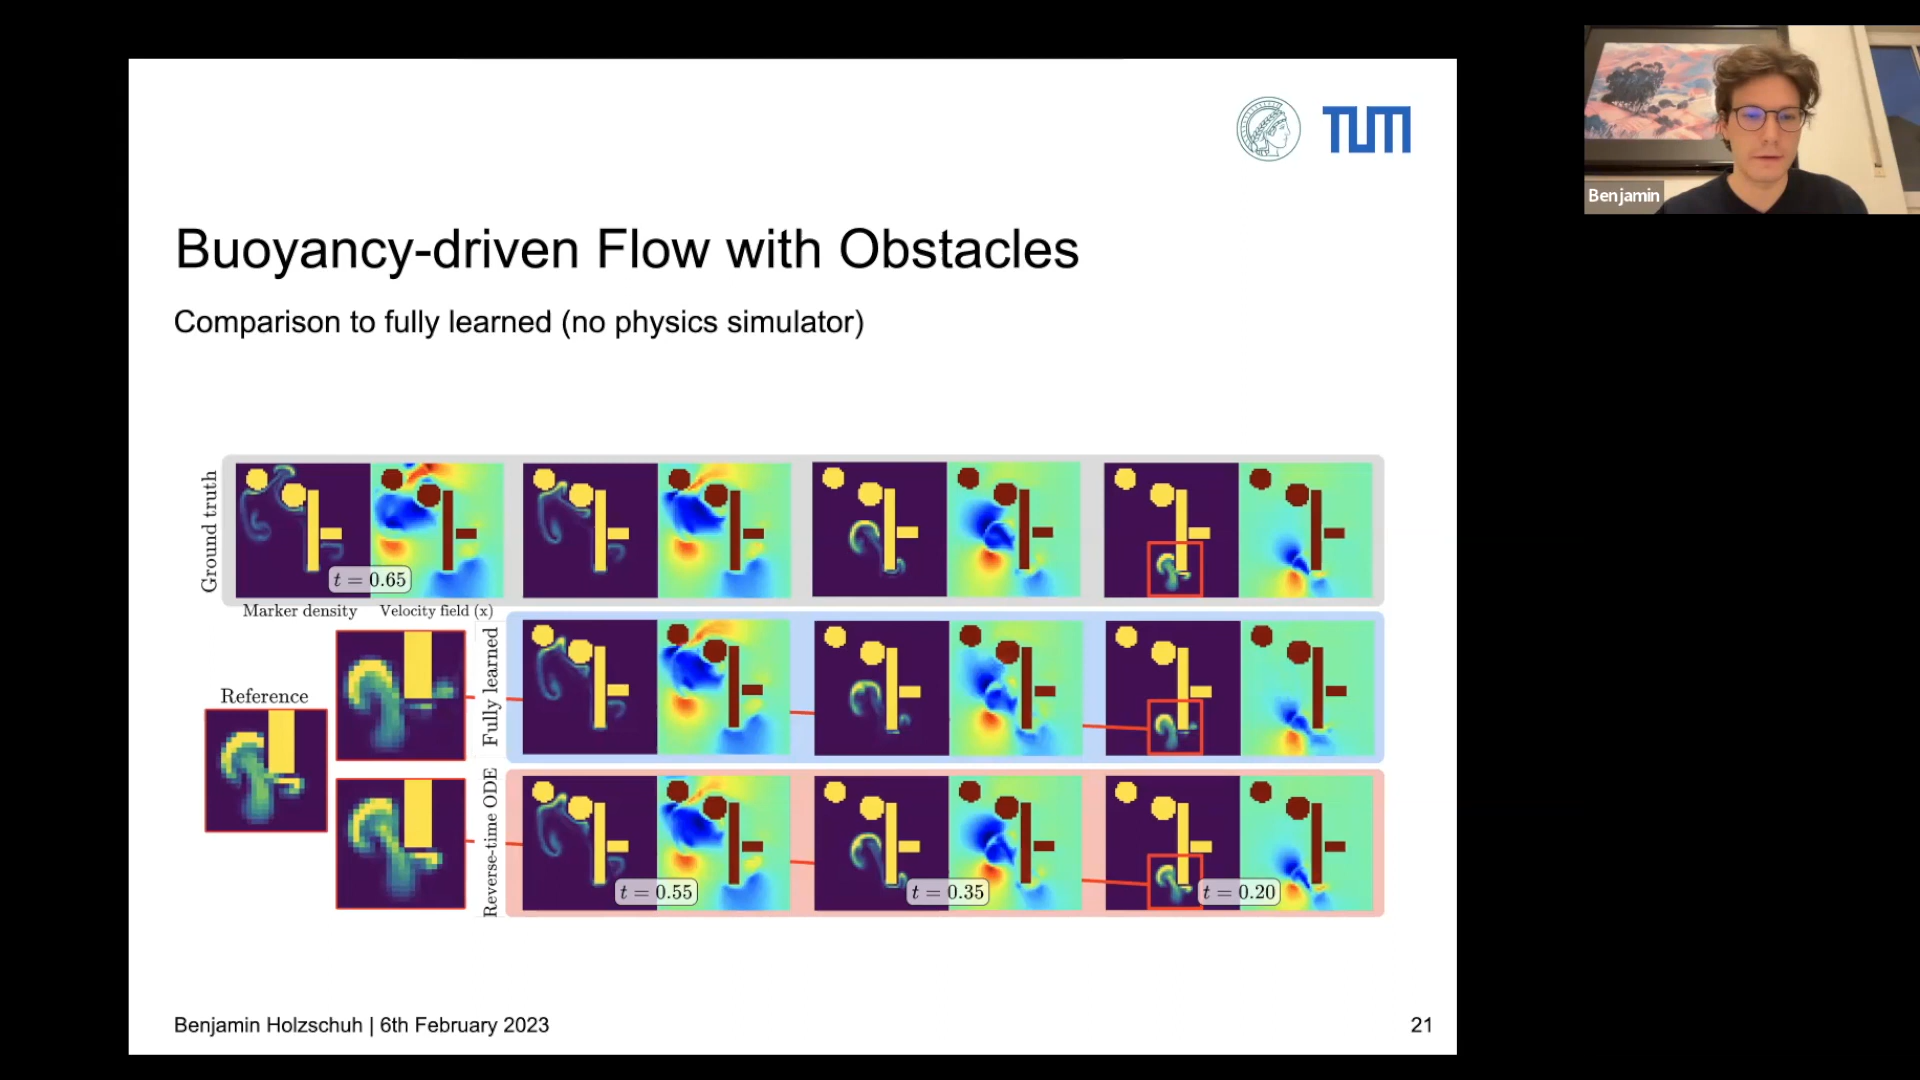 TUM
Benjamin
Buoyancy-driven Flow with Obstacles
Comparison to fully learned (no physics simulator)
Ground truth
t = 0.65
Marker density
Velocity field (x)
Reference
Fully learned
Reverse-time ODE
t = 0.55
t = 0.35
t = 0.20
Benjamin Holzschuh | 6th February 2023
21